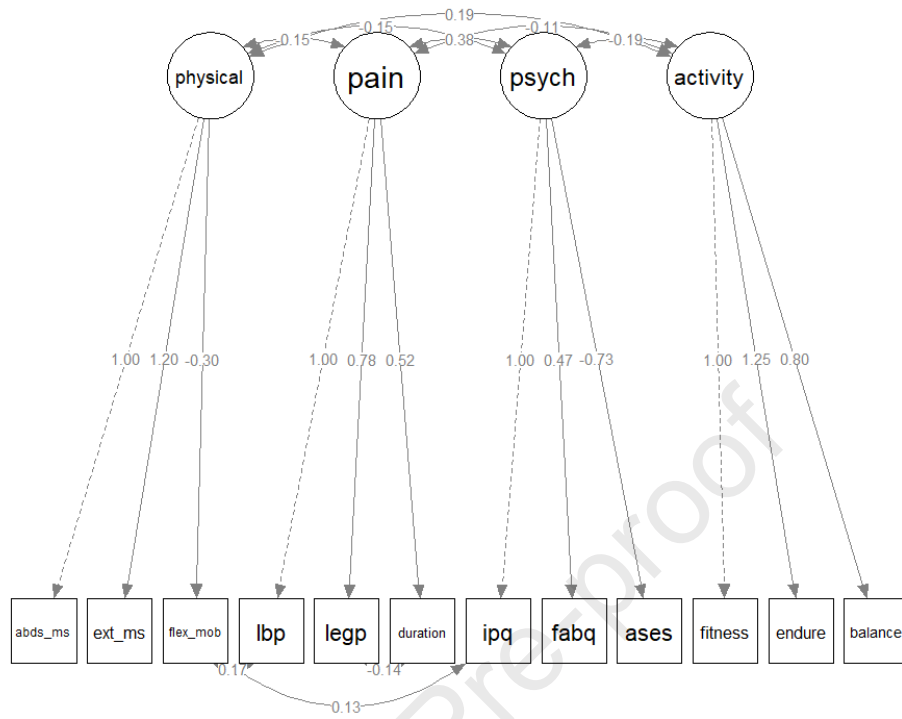 0.19
-0.15
0.15 0.38 -0.11 -0.19
physical pain psych activity
1.00 1.20 -0.30 1.00 0.78 0.52 1.00 0.47 -0.73 1.00 1.25 0.80
abds_ms ext_ms flex_mob lbp legp duration ipq fabq ases fitness endure balance
0.17 -0.14
0.13
Pre-proof